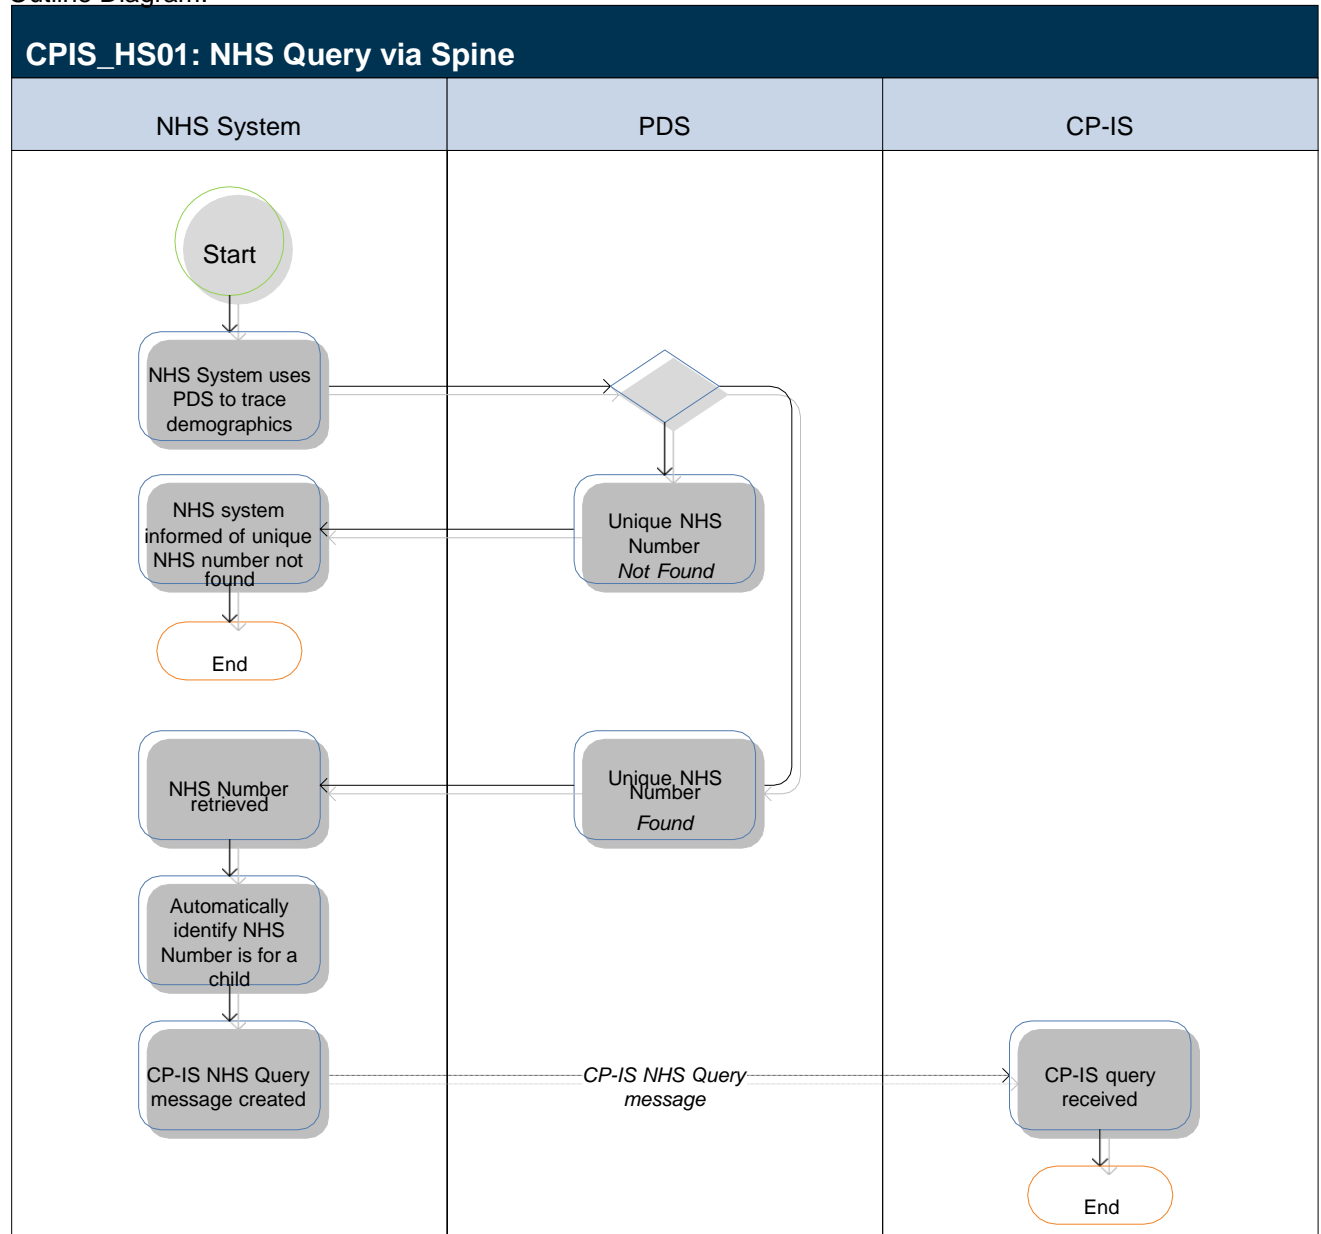 Outline Diagram:
CPIS_HS01: NHS Query via Spine
NHS System
PDS
CP-IS
Start
NHS System uses
PDS to trace
demographics
NHS system
informed of unique
NHS number not
found
Unique NHS
Number
Not Found
End
NHS Number
retrieved
Unique NHS
Number
Found
Automatically
identify NHS
Number is for a
child
CP-IS NHS Query
message created
CP-IS NHS Query
message
CP-IS query
received
End